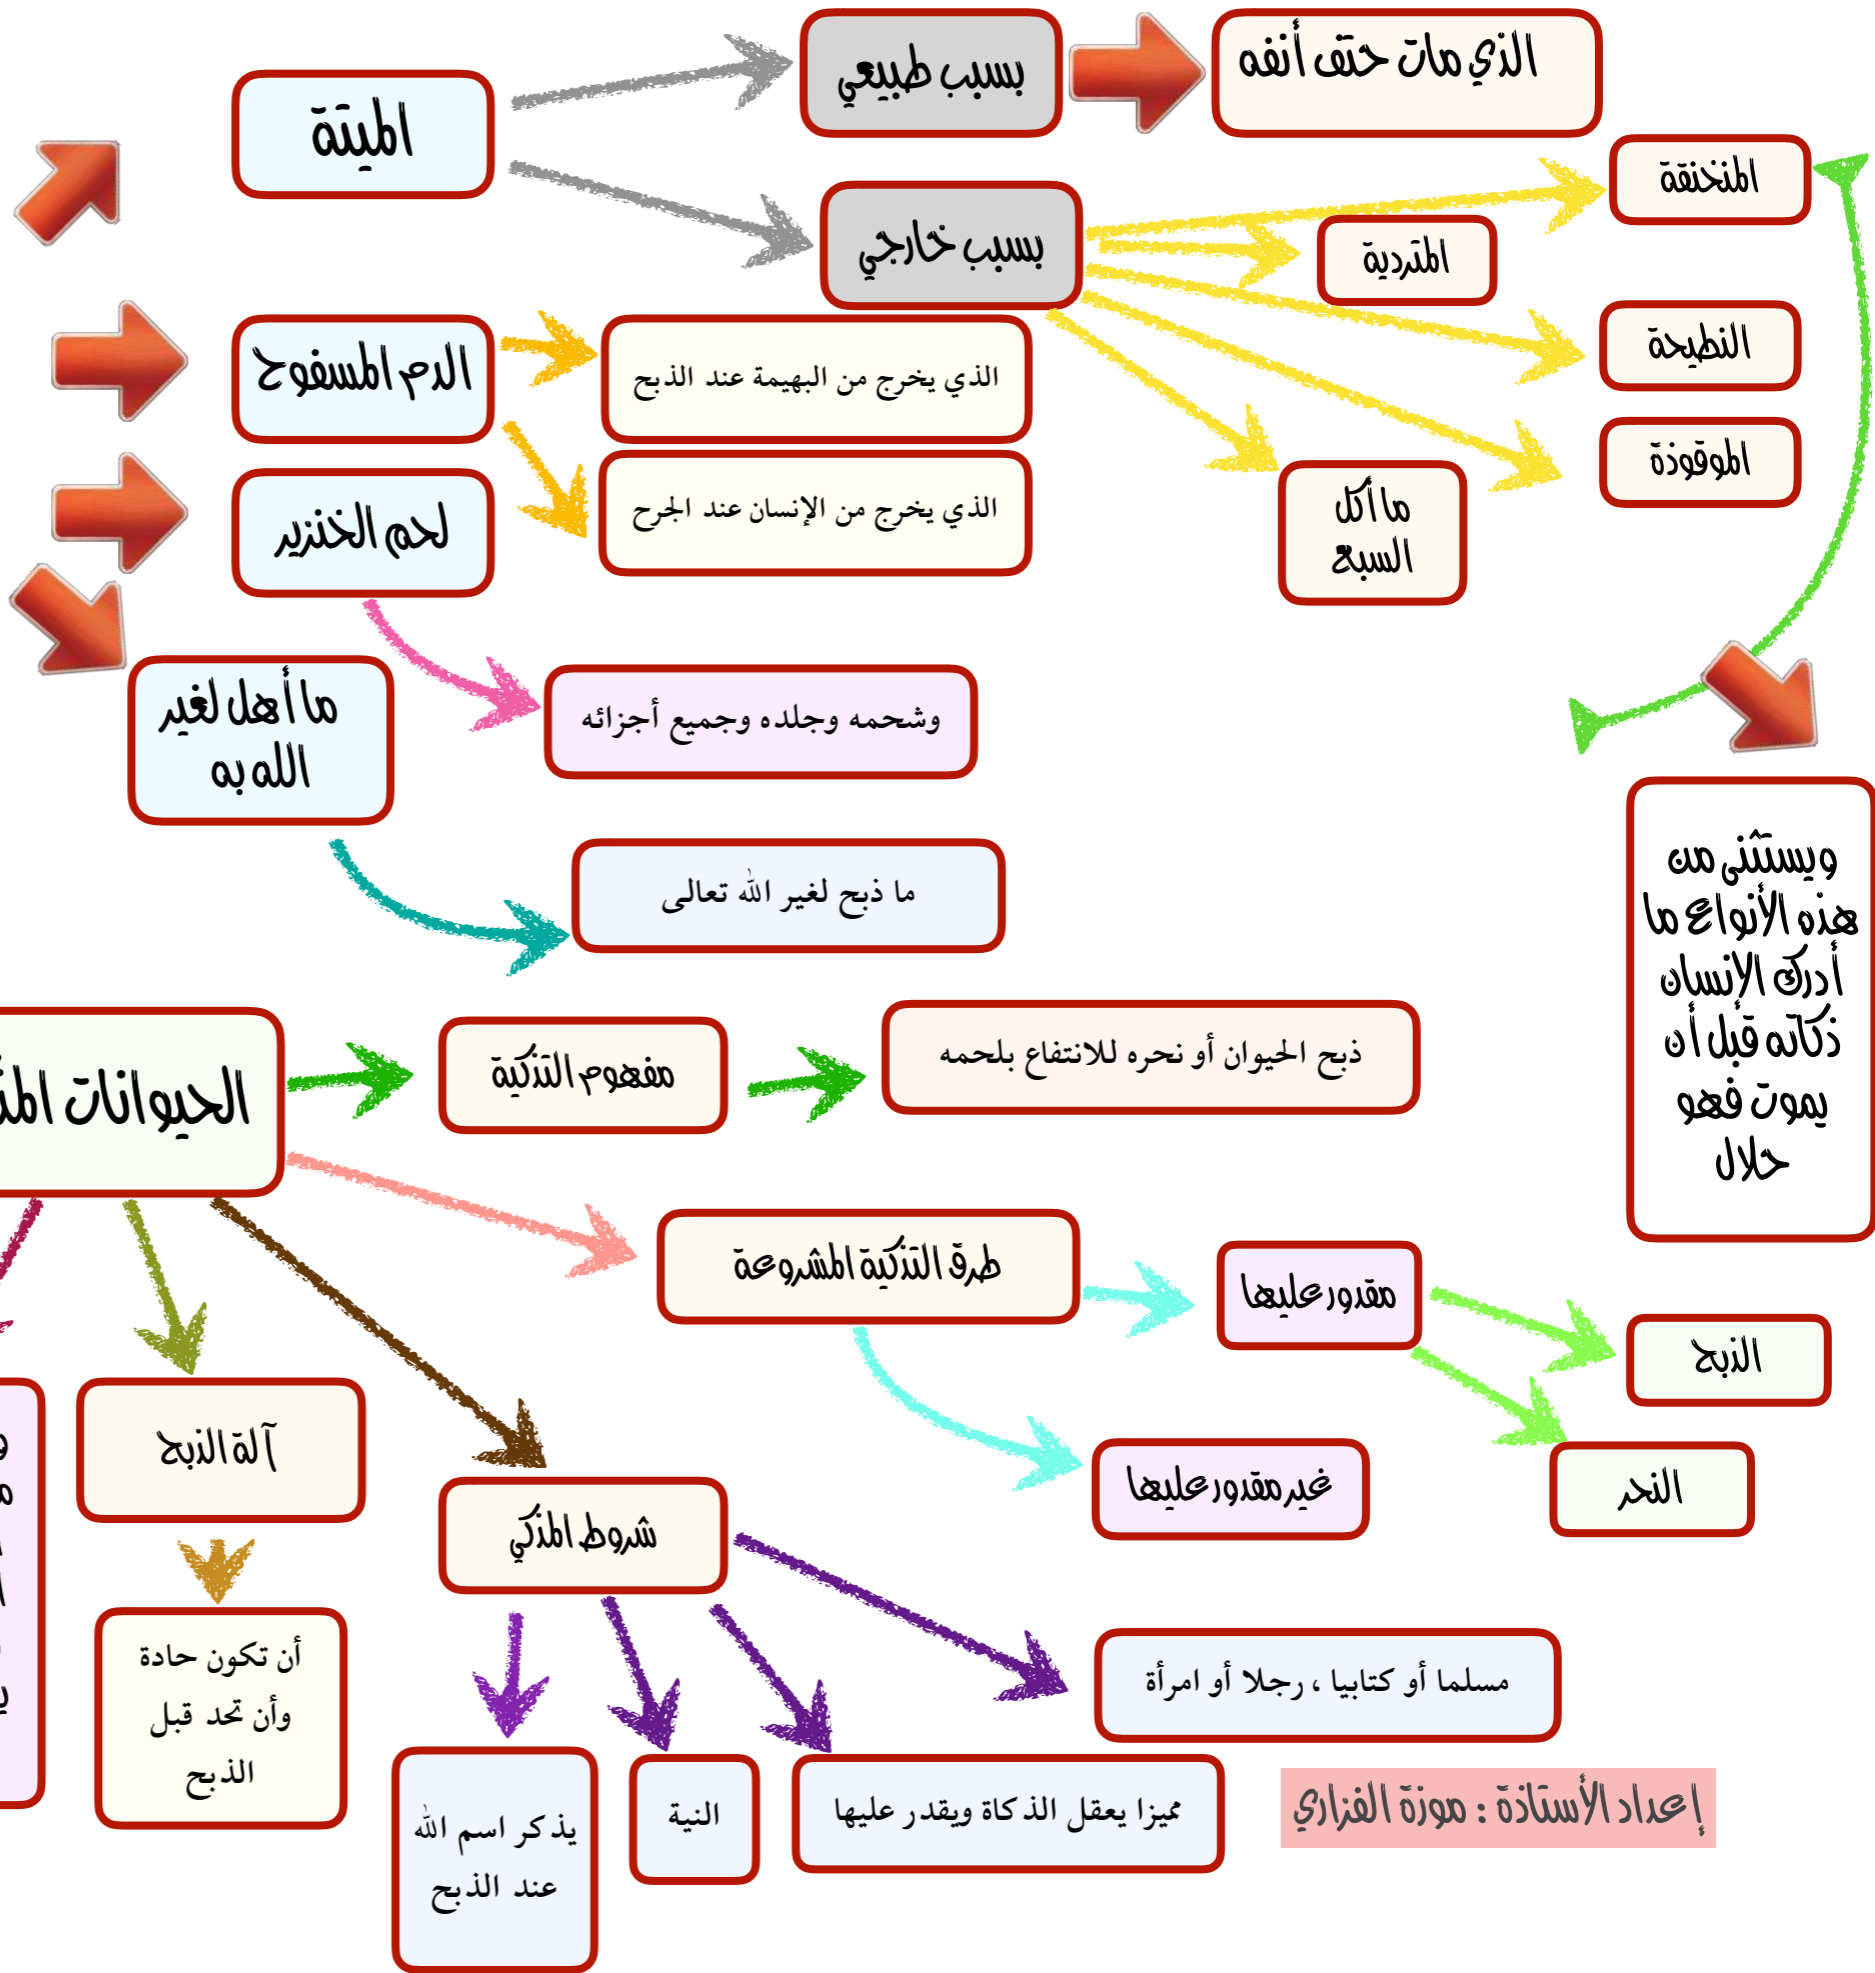 الميتة
بسبب طبيعي
الذي مات حتف أنفه
بسبب خارجي
المنخنقة
المتردية
النطيحة
الموقوذة
ما أكل
السبع
الدم المسفوح
الذي يخرج من البهيمة عند الذبح
الذي يخرج من الإنسان عند الجرح
لحم الخنزير
وشحمه وجلده وجميع أجزائه
ما أهل لغير
الله به
ما ذبح لغير الله تعالى
ويستثنى من
هذه الأنواع ما
أدرك الإنسان
ذكاته قبل أن
يموت فهو
حلال
الحيوانات
مفهوم التذكية
ذبح الحيوان أو نحره للانتفاع بلحمه
طرق التذكية المشروعة
مقدور عليها
الذبح
النحر
غير مقدور عليها
آلة الذبح
أن تكون حادة
وأن تحد قبل
الذبح
شروط المذكي
مسلما أو كتابيا ، رجلا أو امرأة
مميزا يعقل الذكاة ويقدر عليها
النية
يذكر اسم الله
عند الذبح
إعداد الأستاذة : موزة الفزاري